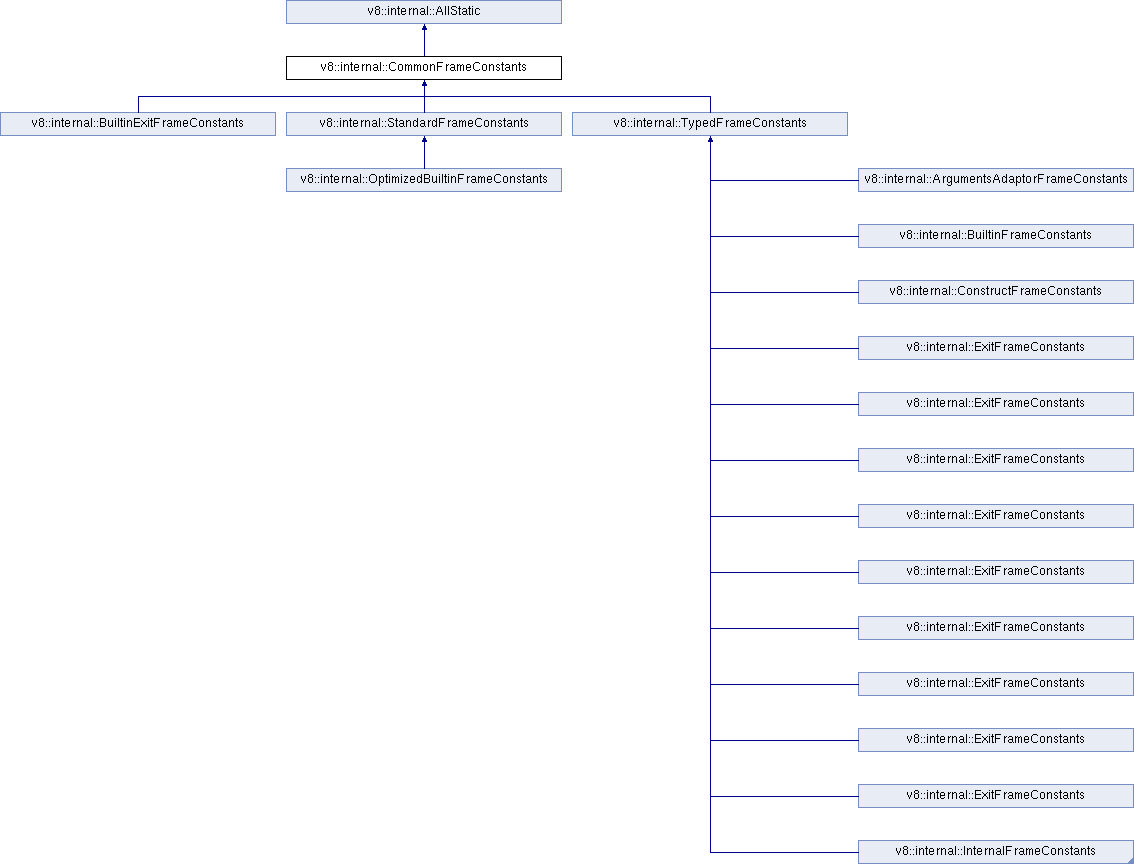 v8::internal::AllStatic
v8::internal::CommonFrameConstants
v8::internal::BuiltinExitFrameConstants
v8::internal::StandardFrameConstants
v8::internal::TypedFrameConstants
v8::internal::OptimizedBuiltinFrameConstants
v8::internal::ArgumentsAdaptorFrameConstants
v8::internal::BuiltinFrameConstants
v8::internal::ConstructFrameConstants
v8::internal::ExitFrameConstants
v8::internal::ExitFrameConstants
v8::internal::ExitFrameConstants
v8::internal::ExitFrameConstants
v8::internal::ExitFrameConstants
v8::internal::ExitFrameConstants
v8::internal::ExitFrameConstants
v8::internal::ExitFrameConstants
v8::internal::ExitFrameConstants
v8::internal::InternalFrameConstants